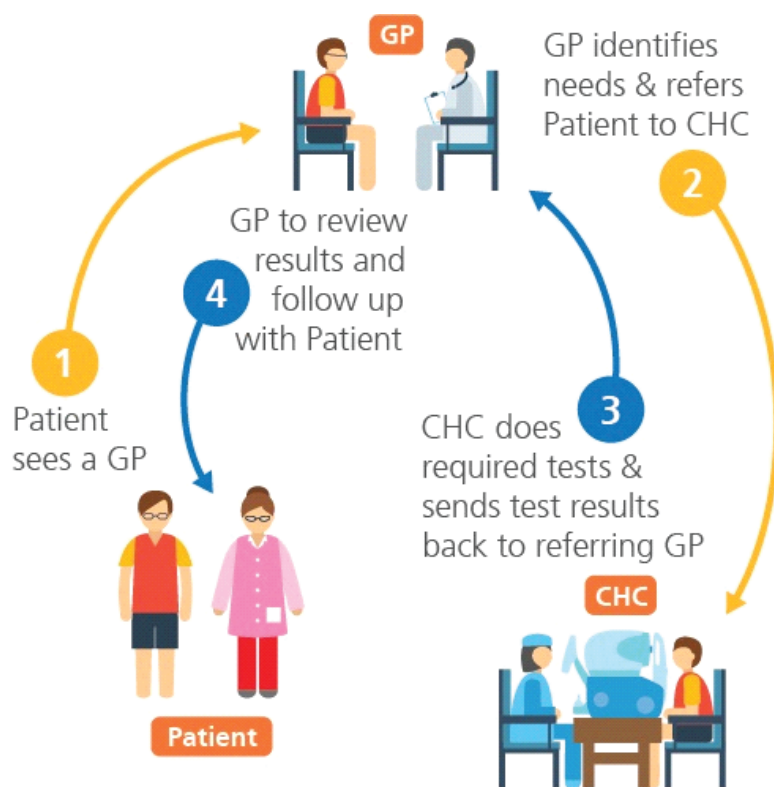 GP
GP identifies
needs & refers
Patient to CHC
2
1
Patient
sees a GP
GP to review
results and
4
follow up
with Patient
3
CHC does
required tests &
sends test results
back to referring GP
CHC
Patient